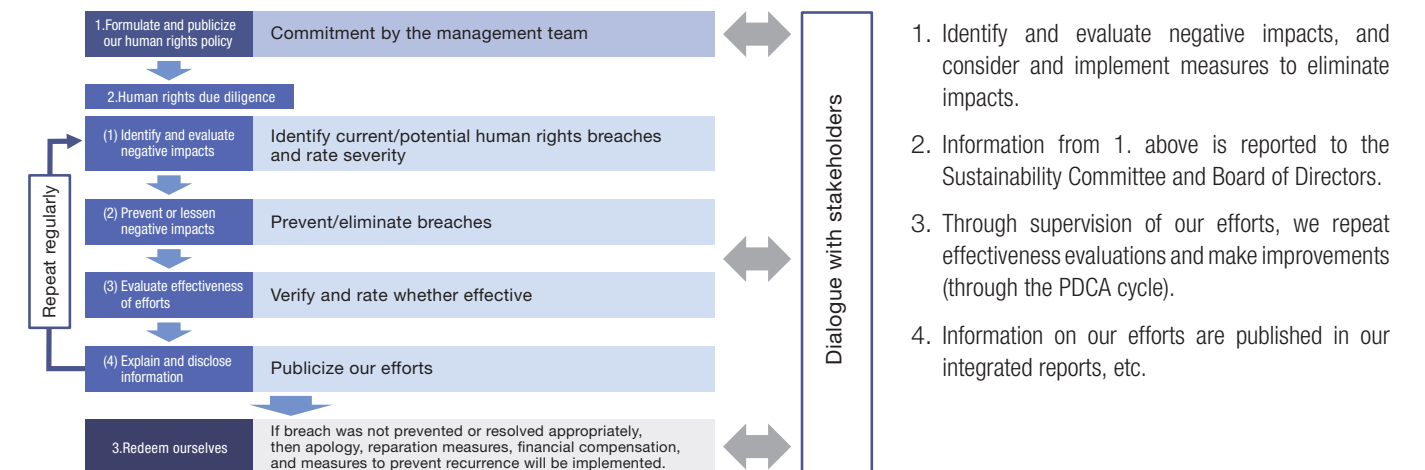 1.Formulate and publicize
our human rights policy
Commitment by the management team
2.Human rights due diligence
(1) Identify and evaluate
negative impacts
Identify current/potential human rights breaches
and rate severity
(2) Prevent or lessen
negative impacts
Prevent/eliminate breaches
(3) Evaluate effectiveness
of efforts
Verify and rate whether effective
(4) Explain and disclose
information
Publicize our efforts
3.Redeem ourselves
If breach was not prevented or resolved appropriately,
then apology, reparation measures, financial compensation,
and measures to prevent recurrence will be implemented.
Repeat regularly
Dialogue with stakeholders
1. Identify and evaluate negative impacts, and
consider and implement measures to eliminate
impacts.
2. Information from 1. above is reported to the
Sustainability Committee and Board of Directors.
3. Through supervision of our efforts, we repeat
effectiveness evaluations and make improvements
(through the PDCA cycle).
4. Information on our efforts are published in our
integrated reports, etc.